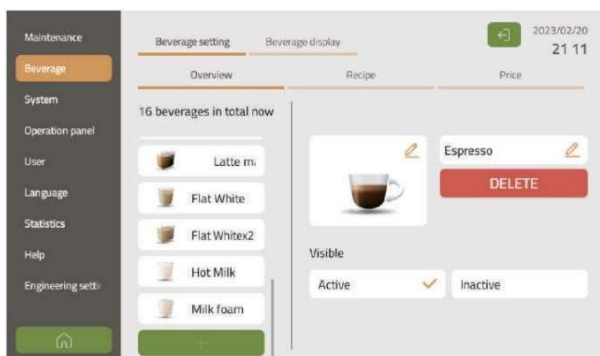 Maintenance
Beverage
System
Operation panel
User
Language
Statistics
Help
Engineering setti
Beverage setting
Beverage display
2023/02/20
21 11
Overview
Recipe
Price
16 beverages in total now
Latte ma
Flat White
Flat Whitex2
Hot Milk
Milk foam
+
Espresso
DELETE
Visible
Active
Inactive